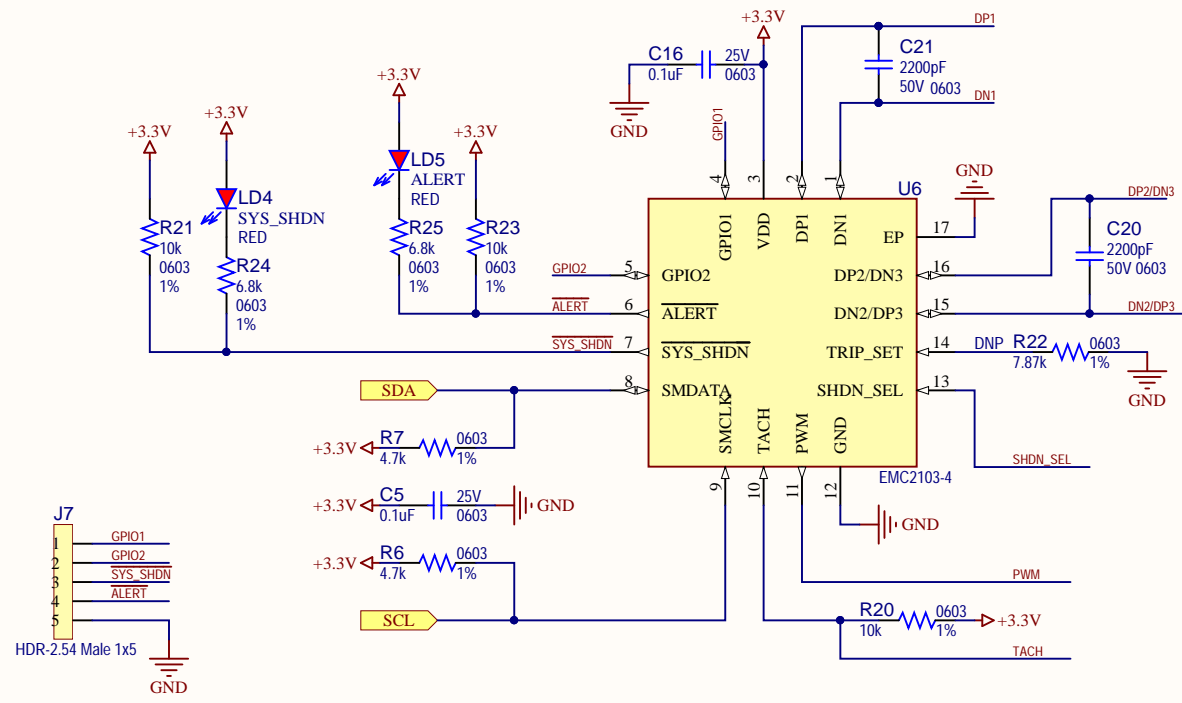 +3.3V
DP1
C16
25V
0.1uF
0603
GND
C21
2200pF
50V 0603
DN1
+3.3V
LD5
ALERT
RED
+3.3V
+3.3V
+3.3V
LD4
SYS_SHDN
RED
R21
10k
0603
1%
R24
6.8k
0603
1%
R25
6.8k
0603
1%
R23
10k
0603
1%
GPIO1
4
3
2
1
U6
GND
DP2/DN3
C20
2200pF
50V 0603
DN2/DP3
GPIO1
VDD
DP1
DN1
EP
17
GPIO2
5
GPIO2
DP2/DN3
16
ALERT
6
ALERT
DN2/DP3
15
SYS_SHDN
7
SYS_SHDN
TRIP_SET
14
DNP
R22
0603
7.87k
1%
GND
SDA
8
SMDATA
SHDN_SEL
13
SHDN_SEL
SMCLK
TACH
PWM
GND
EMC2103-4
9
10
11
12
GND
+3.3V
R7
0603
4.7k
1%
+3.3V
C5
25V
0.1uF
0603
GND
+3.3V
R6
0603
4.7k
1%
SCL
PWM
R20
0603
10k
1%
+3.3V
TACH
J7
1
GPIO1
2
GPIO2
3
SYS_SHDN
4
ALERT
5
HDR-2.54 Male 1x5
GND